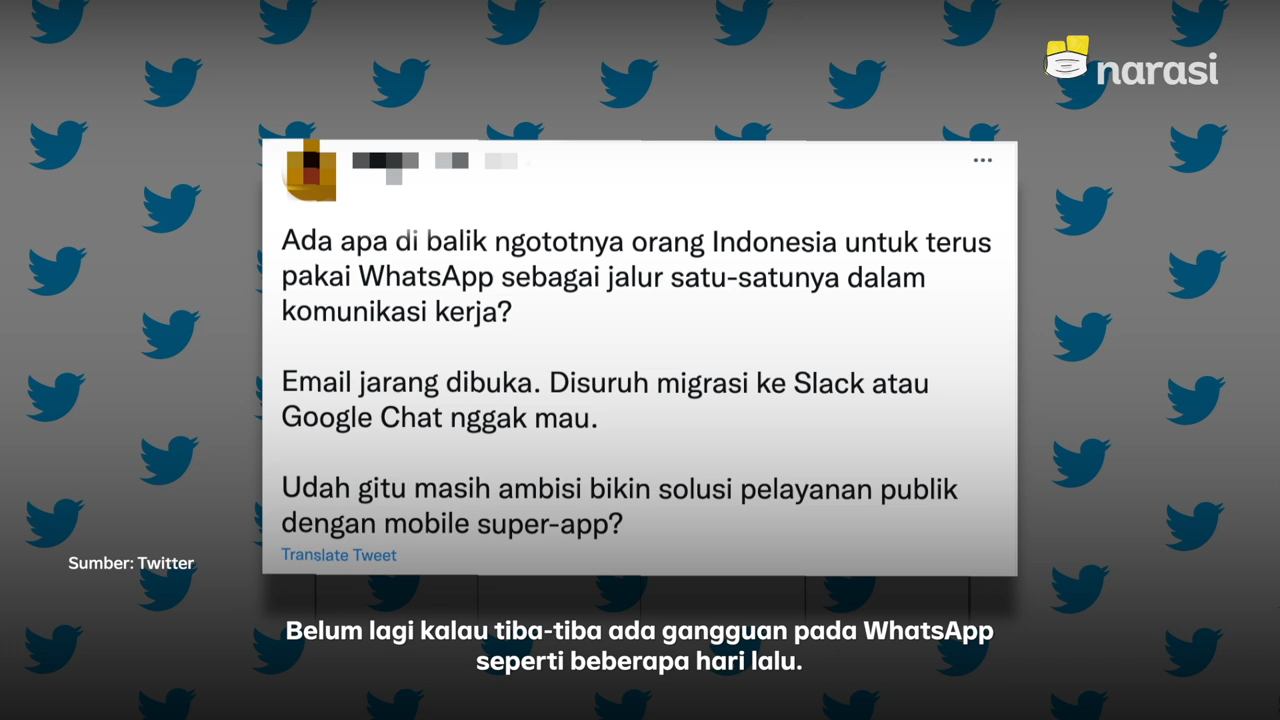 narasi
Ada apa di balik ngototnya orang Indonesia untuk terus
pakai WhatsApp sebagai jalur satu-satunya dalam
komunikasi kerja?
Email jarang dibuka. Disuruh migrasi ke Slack atau
Google Chat nggak mau.
Udah gitu masih ambisi bikin solusi pelayanan publik
dengan mobile super-app?
Translate Tweet
Sumber: Twitter
Belum lagi kalau tiba-tiba ada gangguan pada WhatsApp
seperti beberapa hari lalu.